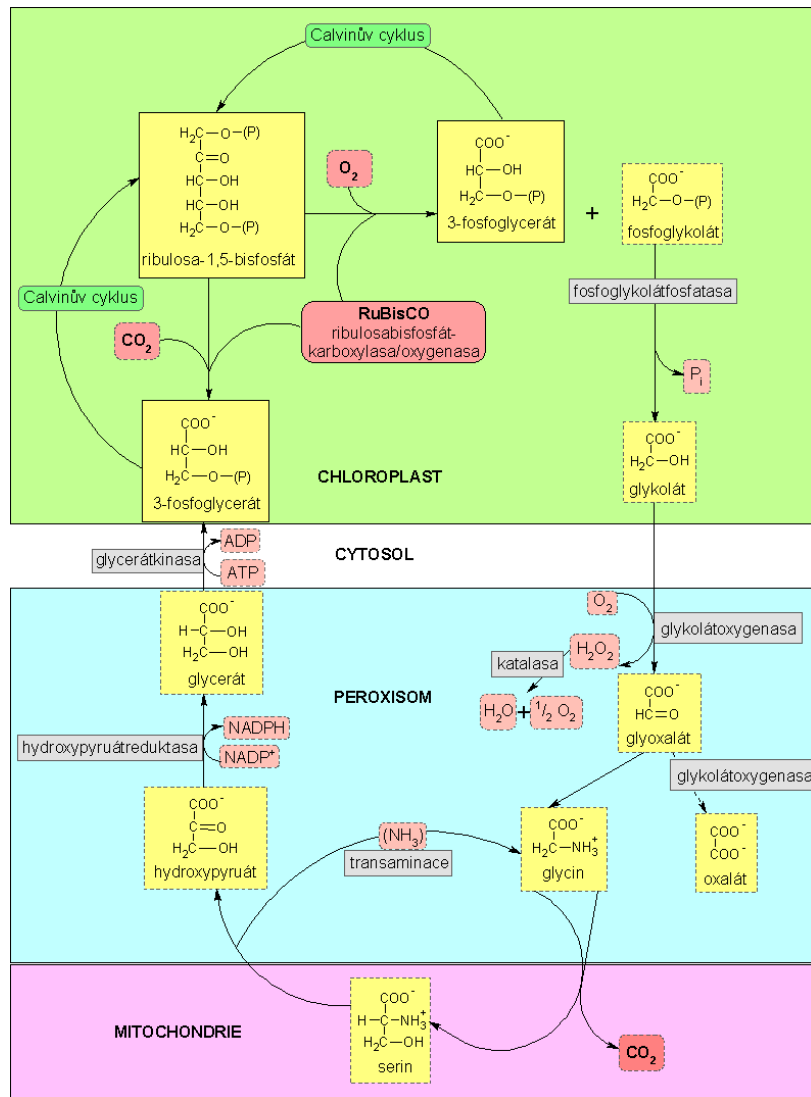 Calvinův cyklus
H₂C—O—(P)
C=O
HC—OH
HC—OH
H₂C—O—(P)
ribulosa-1,5-bisfosfát
O₂
COO⁻
HC—OH
H₂C—O—(P)
3-fosfoglycerát
+
COO⁻
H₂C—O—(P)
fosfoglykolát
Calvinův cyklus
fosfoglykolátfosfatasa
CO₂
RuBisCO
ribulosabisfosfát-
karboxylasa/oxygenasa
Pᵢ
COO⁻
HC—OH
H₂C—O—(P)
3-fosfoglycerát
COO⁻
H₂C—OH
glykolát
CHLOROPLAST
glycerátkinasa
ADP
ATP
CYTOSOL
COO⁻
H—C—OH
H₂C—OH
glycerát
O₂
glykolátoxygenasa
H₂O₂
katalasa
H₂O + ¹/₂ O₂
COO⁻
HC=O
glyoxalát
PEROXISOM
hydroxypyruátreduktasa
NADPH
NADP⁺
glykolátoxygenasa
COO⁻
C=O
H₂C—OH
hydroxypyruát
(NH₃)
transaminace
COO⁻
H₂C—NH₃⁺
glycin
COO⁻
COO⁻
oxalát
MITOCHONDRIE
COO⁻
H—C—NH₃⁺
H₂C—OH
serin
CO₂